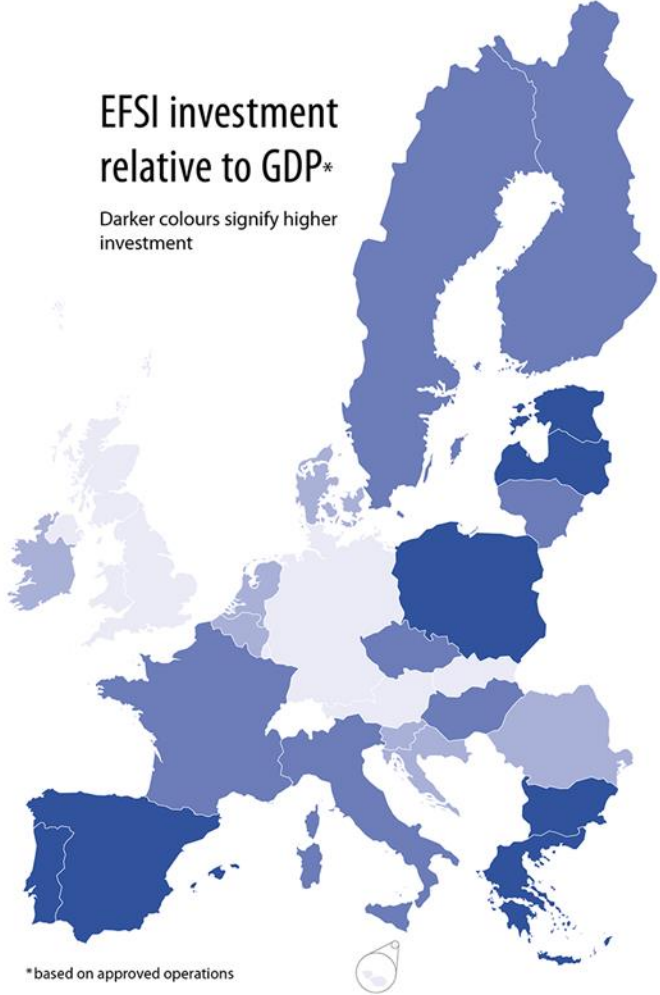 EFSI investment
relative to GDP*
Darker colours signify higher
investment
*based on approved operations